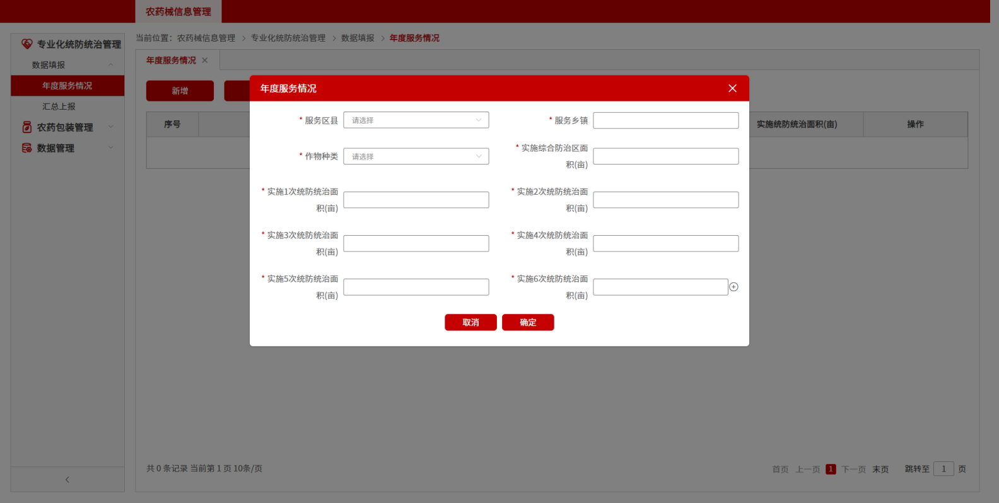 农药械信息管理
专业化统防统治管理
数据填报
年度服务情况
汇总上报
农药包装管理
数据管理
当前位置：农药械信息管理 > 专业化统防统治管理 > 数据填报 > 年度服务情况
年度服务情况
新增
序号
实施统防统治面积(亩)
操作
年度服务情况
* 服务区县 请选择
* 服务乡镇
* 作物种类 请选择
* 实施综合防治区面
积(亩)
* 实施1次统防统治面
积(亩)
* 实施2次统防统治面
积(亩)
* 实施3次统防统治面
积(亩)
* 实施4次统防统治面
积(亩)
* 实施5次统防统治面
积(亩)
* 实施6次统防统治面
积(亩)
取消
确定
共 0 条记录 当前第 1 页 10条/页
首页 上一页 1 下一页 末页 跳转至 1 页